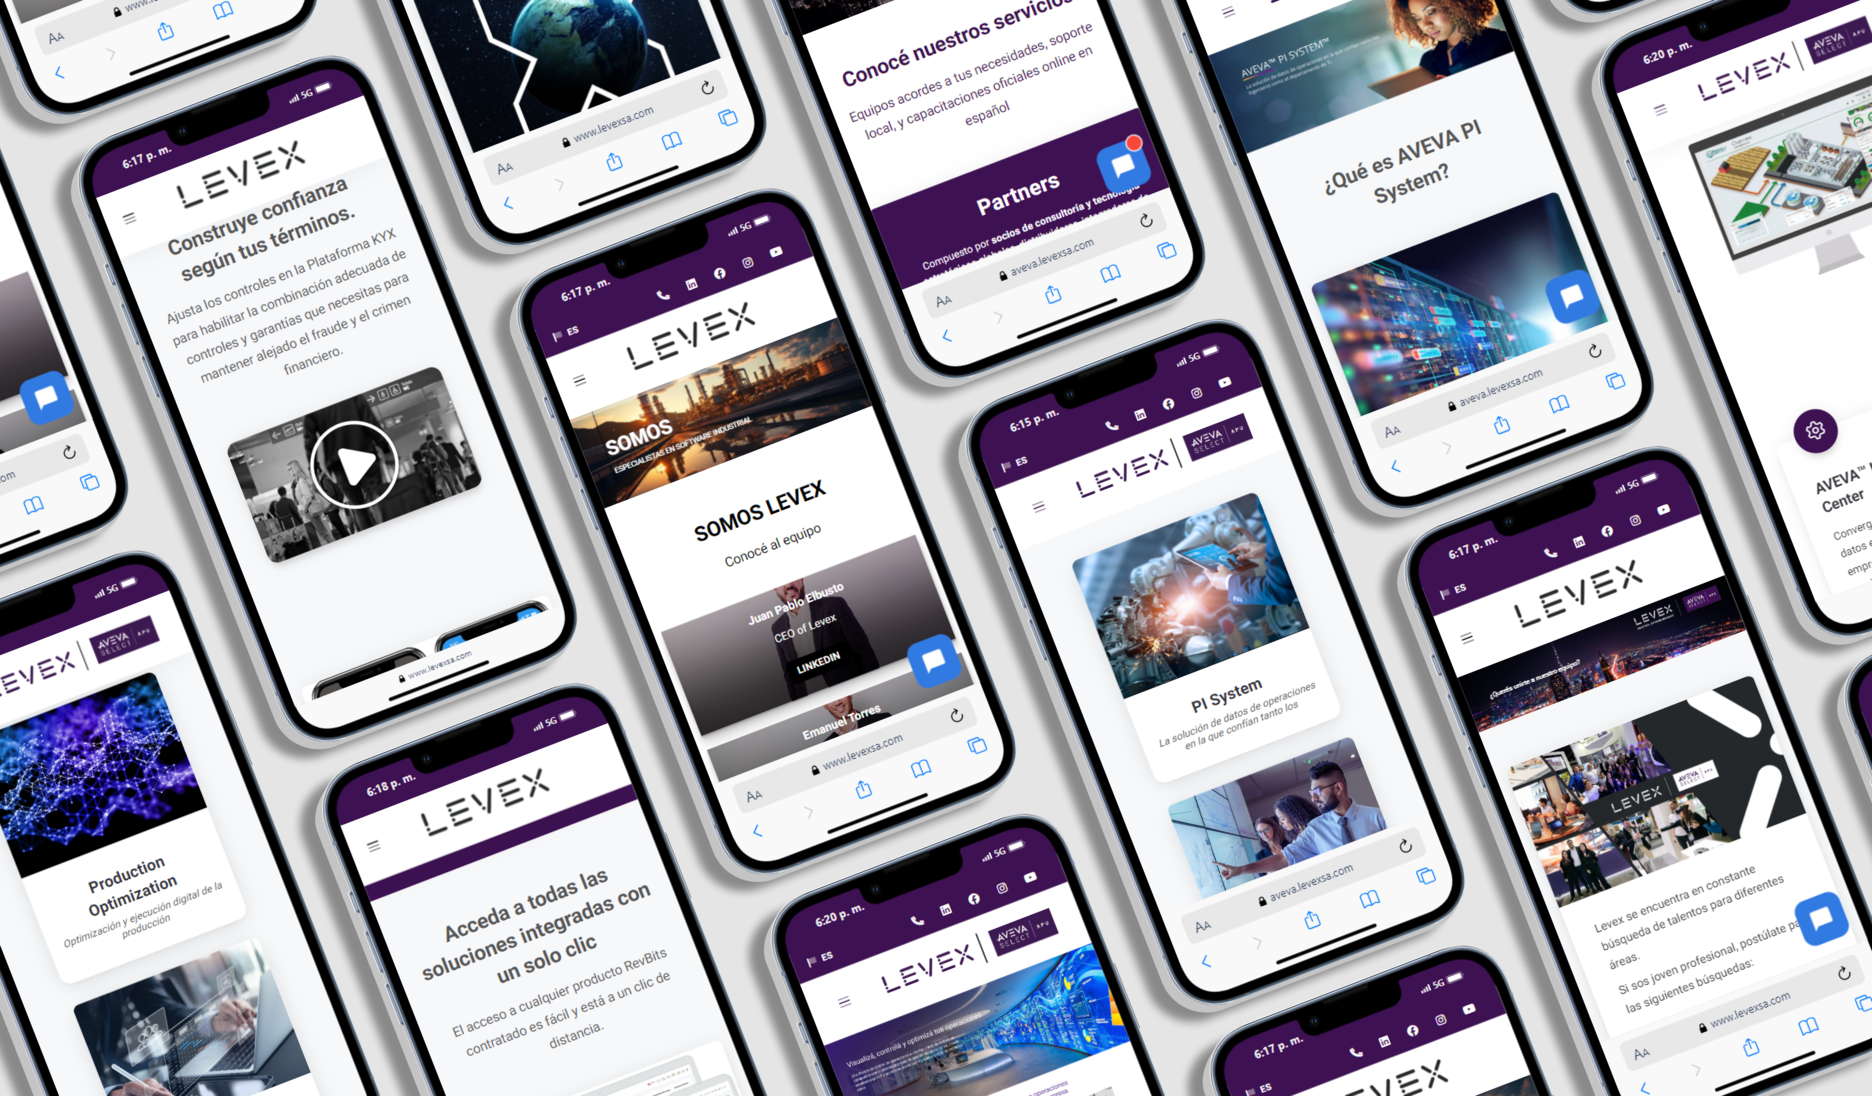 AA
www.
6:17 p. m.
5G
LEVEX
Construye confianza
según tus términos.
Ajusta los controles en la Plataforma KYX
para habilitar la combinación adecuada de
controles y garantías que necesitas para
mantener alejado el fraude y el crimen
financiero.
www.levexsa.com
AA
www.levexsa.com
Conocé nuestros servicios
Equipos acordes a tus necesidades, soporte
local, y capacitaciones oficiales online en
español
Partners
Compuesto por socios de consultoría y tecnología
AA
aveva.levexsa.com
AVEVA™ PI SYSTEM™
¿Qué es AVEVA PI
System?
AA
aveva.levexsa.com
6:20 p. m.
LEVEX
AVEVA
SELECT
APU
AVEVA™
Center
Converg
datos e
empre
6:17 p. m.
5G
ES
LEVEX
SOMOS
ESPECIALISTAS EN SOFTWARE INDUSTRIAL
SOMOS LEVEX
Conocé al equipo
Juan Pablo Elbusto
CEO of Levex
LINKEDIN
Emanuel Torres
AA
www.levexsa.com
6:15 p. m.
5G
ES
LEVEX
AVEVA
SELECT
APU
PI System
La solución de datos de operaciones
en la que confían tanto los
AA
aveva.levexsa.com
6:17 p. m.
5G
ES
LEVEX
LEVEX
¿Querés unirte a nuestro equipo?
LEVEX
AVEVA
SELECT
APU
Levex se encuentra en constante
búsqueda de talentos para diferentes
áreas.
Si sos joven profesional, postúlate pa
las siguientes búsquedas:
AA
www.levexsa.com
om
5G
EVEX
AVEVA
SELECT
APU
Production
Optimization
Optimización y ejecución digital de la
producción
6:18 p. m.
5G
LEVEX
Acceda a todas las
soluciones integradas con
un solo clic
El acceso a cualquier producto RevBits
contratado es fácil y está a un clic de
distancia.
6:20 p. m.
5G
ES
LEVEX
AVEVA
SELECT
APU
Visualizá, controlá y optimizá tus operaciones
6:17 p. m.
5G
ES
LEVEX